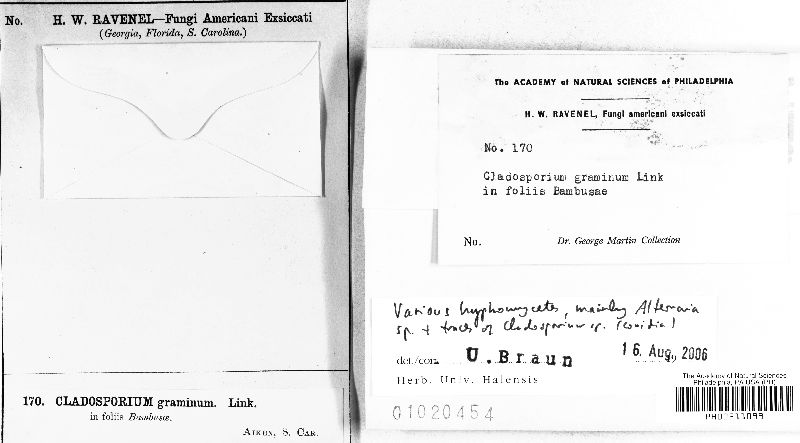 No. H. W. RAVENEL—Fungi Americani Exsiccati
(Georgia, Florida, S. Carolina.)
170. CLADOSPORIUM graminum. Link.
in foliis Bambusæ.
AIKEN, S. CAR.
The ACADEMY of NATURAL SCIENCES of PHILADELPHIA
H. W. RAVENEL, Fungi americani exsiccati
No. 170
Cladosporium graminum Link
in foliis Bambusae
No. Dr. George Martin Collection
Various hyphomycetes, mainly Alternaria
sp. + traces of Cladosporium sp. (conidia)
det./conf. U. Braun 16 Aug. 2006
Herb. Univ. Halensis
01020454
The Academy of Natural Sciences
Philadelphia, PA USA (PH)